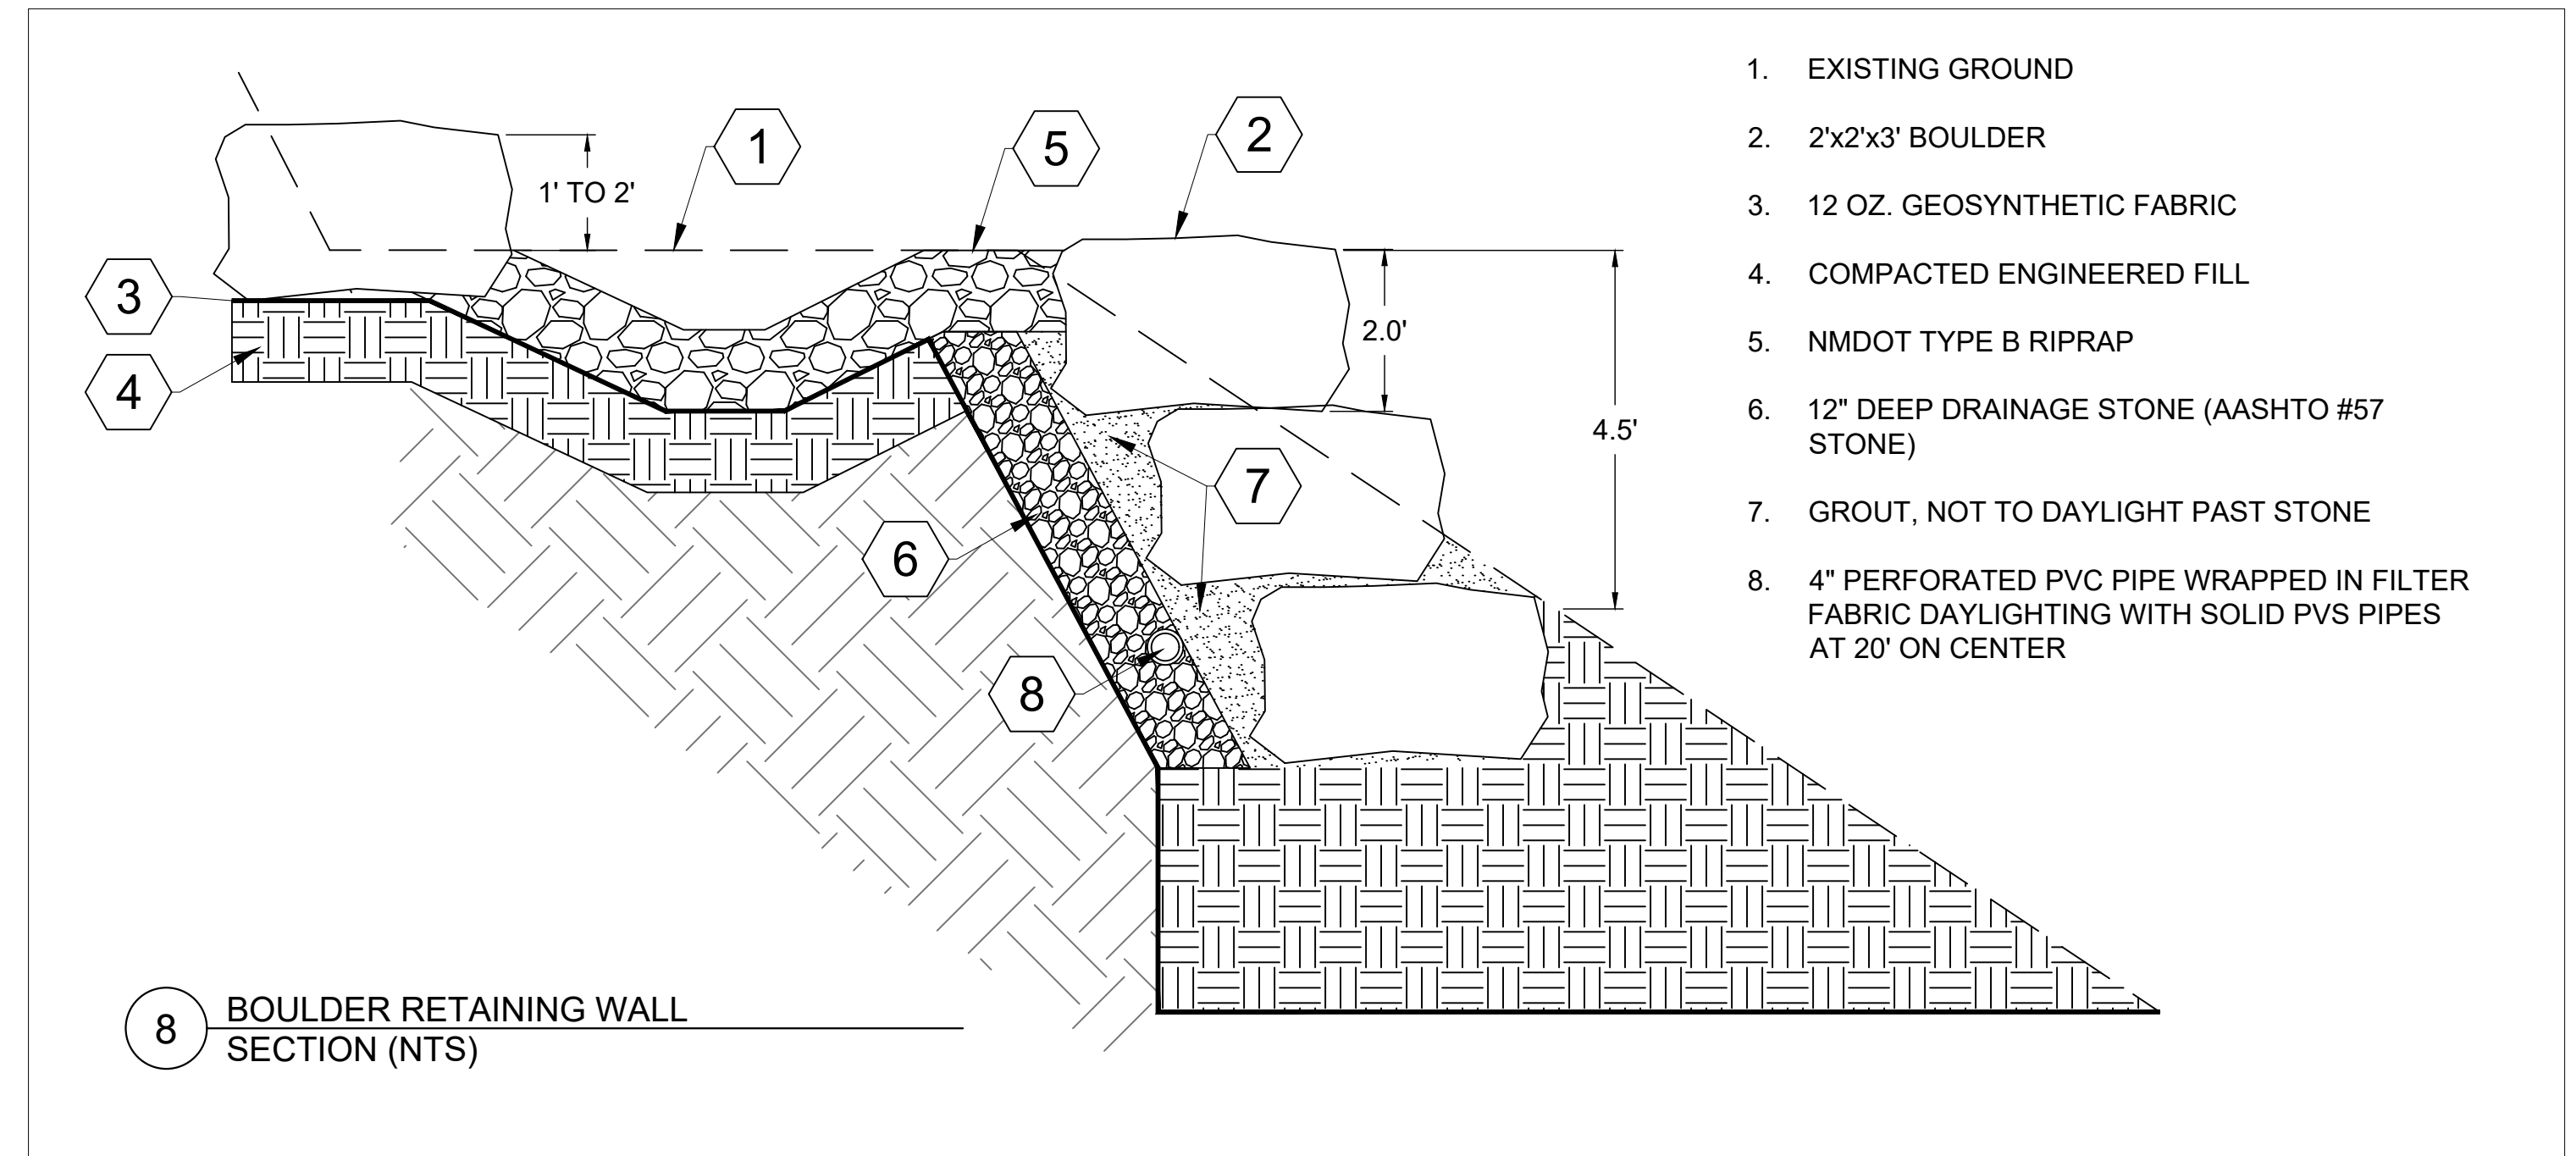 1
5
2
1' TO 2'
3
4
2.0'
4.5'
7
6
8
1. EXISTING GROUND
2. 2'x2'x3' BOULDER
3. 12 OZ. GEOSYNTHETIC FABRIC
4. COMPACTED ENGINEERED FILL
5. NMDOT TYPE B RIPRAP
6. 12" DEEP DRAINAGE STONE (AASHTO #57
STONE)
7. GROUT, NOT TO DAYLIGHT PAST STONE
8. 4" PERFORATED PVC PIPE WRAPPED IN FILTER
FABRIC DAYLIGHTING WITH SOLID PVS PIPES
AT 20' ON CENTER
8
BOULDER RETAINING WALL
SECTION (NTS)